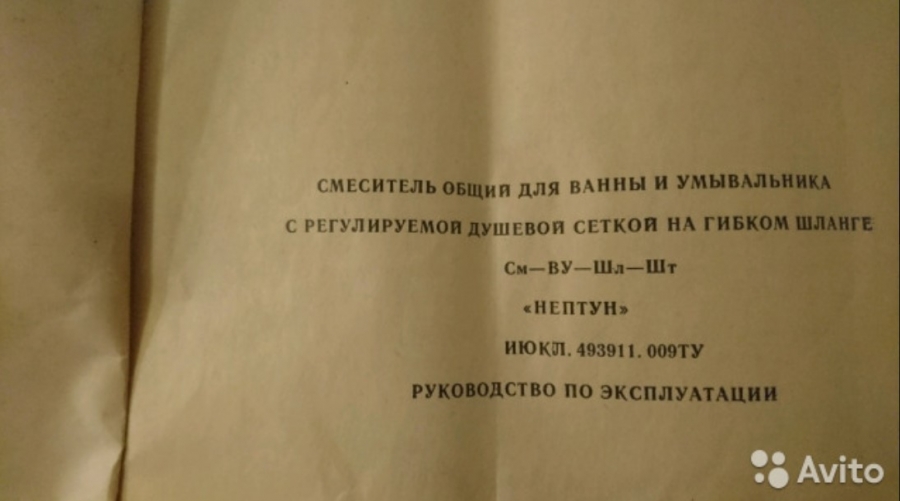 СМЕСИТЕЛЬ ОБЩИЙ ДЛЯ ВАННЫ И УМЫВАЛЬНИКА
С РЕГУЛИРУЕМОЙ ДУШЕВОЙ СЕТКОЙ НА ГИБКОМ ШЛАНГЕ
См—ВУ—Шл—Шт
«НЕПТУН»
ИЮКЛ. 493911. 009ТУ
РУКОВОДСТВО ПО ЭКСПЛУАТАЦИИ
Avito